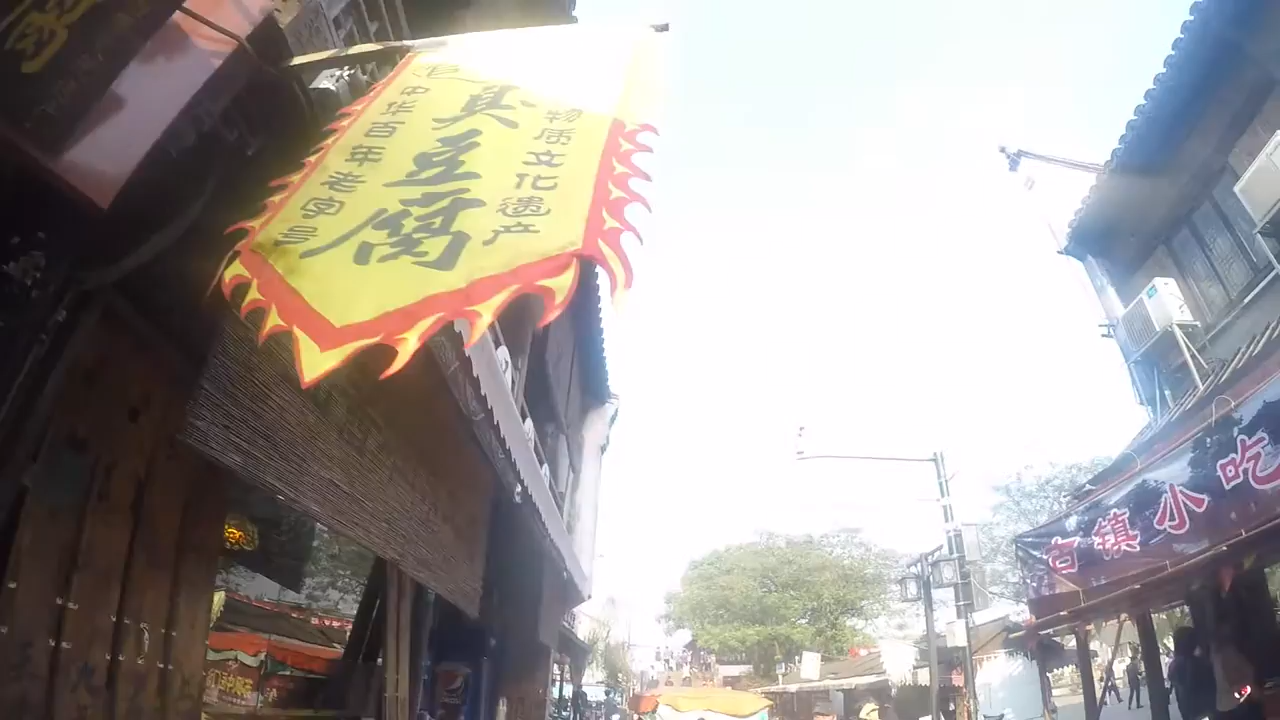 臭豆腐
物质文化遗产
中华百年老字号
古镇小吃